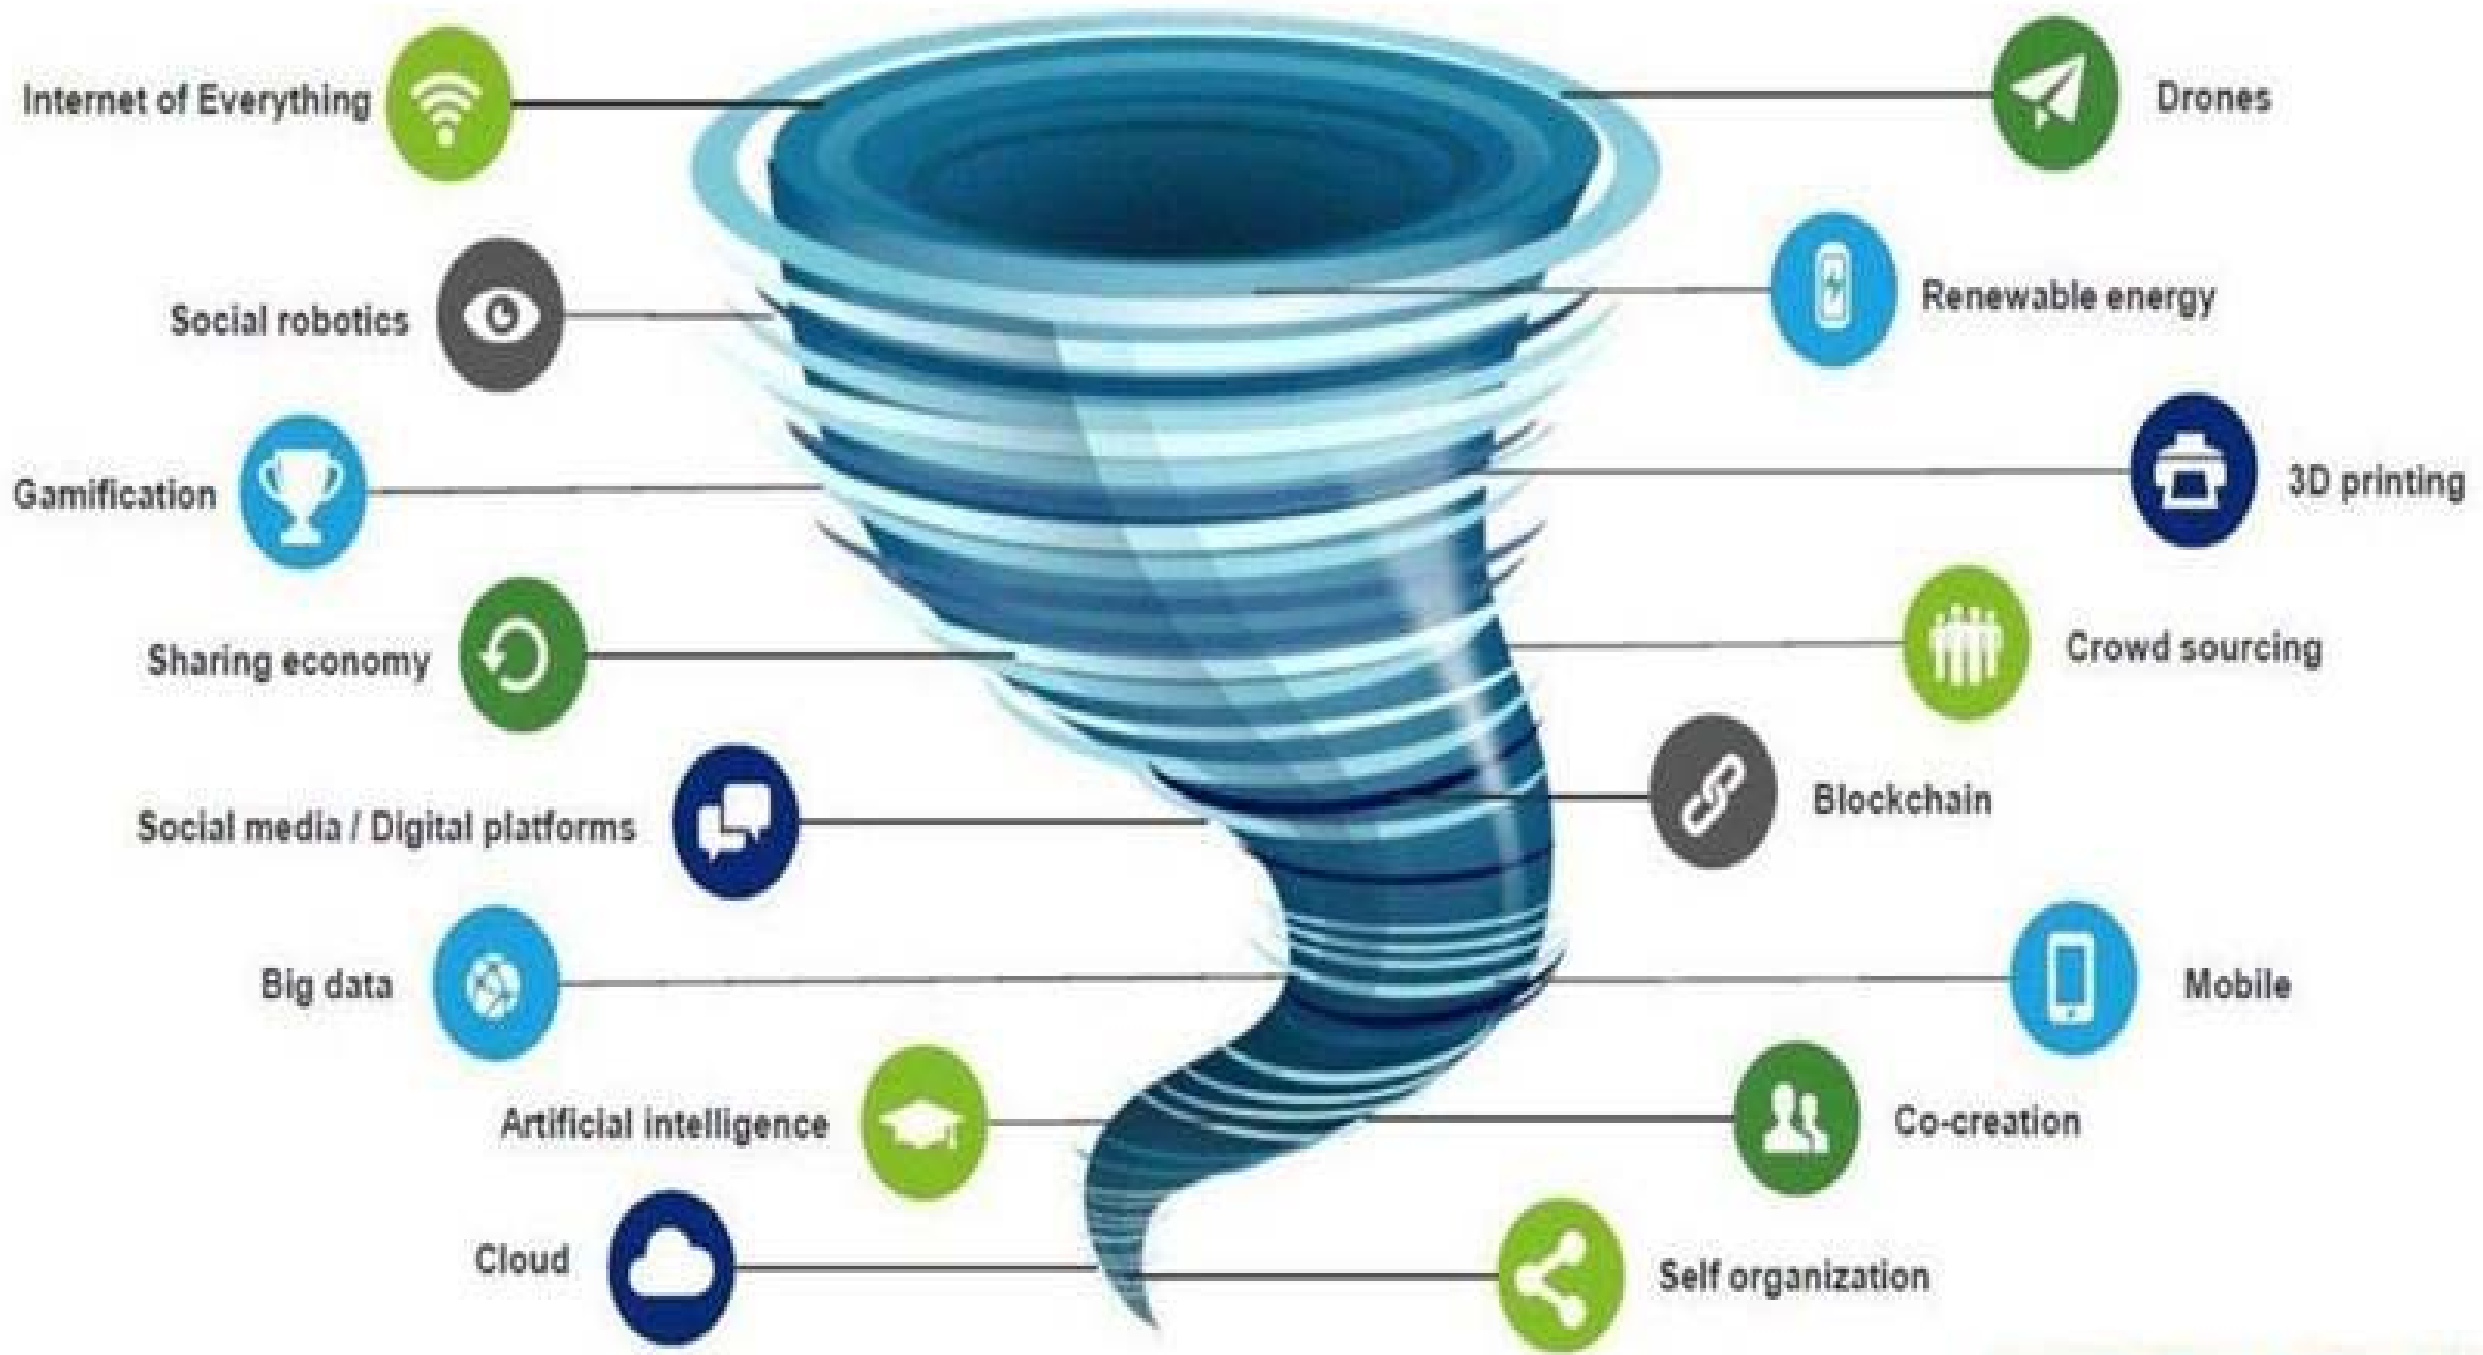 Internet of Everything
Drones
Social robotics
Renewable energy
Gamification
3D printing
Sharing economy
Crowd sourcing
Social media / Digital platforms
Blockchain
Big data
Mobile
Artificial intelligence
Co-creation
Cloud
Self organization